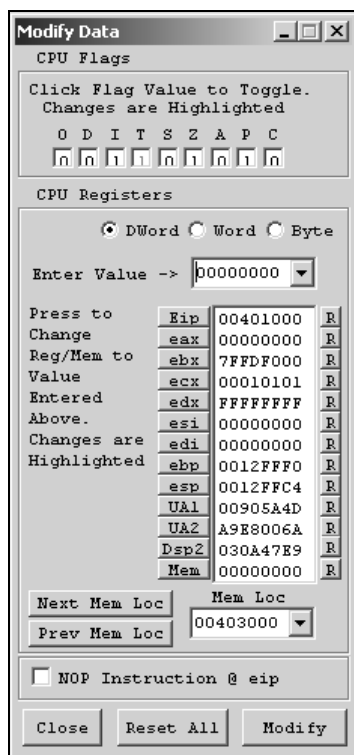 Modify Data
CPU Flags
Click Flag Value to Toggle.
Changes are Highlighted
O D I T S Z A P C
0 0 1 1 0 1 0 1 0
CPU Registers
DWord Word Byte
Enter Value -> 00000000
Press to Change Reg/Mem to Value Entered Above. Changes are Highlighted
Eip 00401000 R
eax 00000000 R
ebx 7FFDF000 R
ecx 00010101 R
edx FFFFFFFF R
esi 00000000 R
edi 00000000 R
ebp 0012FFF0 R
esp 0012FFC4 R
UA1 00905A4D R
UA2 A9E8006A R
Dsp2 030A47E9 R
Mem 00000000 R
Next Mem Loc
Prev Mem Loc
Mem Loc
00403000
NOP Instruction @ eip
Close Reset All Modify